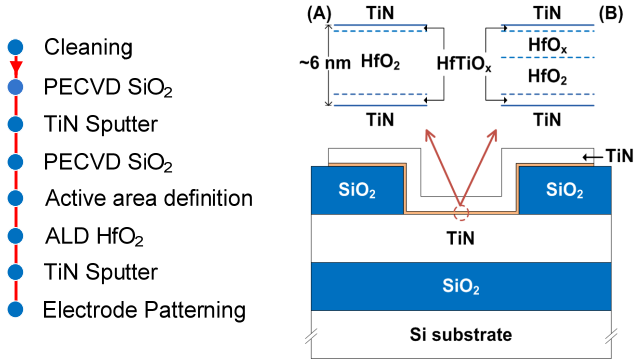 Cleaning
PECVD SiO₂
TiN Sputter
PECVD SiO₂
Active area definition
ALD HfO₂
TiN Sputter
Electrode Patterning
(A) TiN TiN (B)
HfOₓ
~6 nm HfO₂ HfTiOₓ
HfO₂
TiN TiN
TiN
SiO₂ SiO₂
TiN
SiO₂
Si substrate